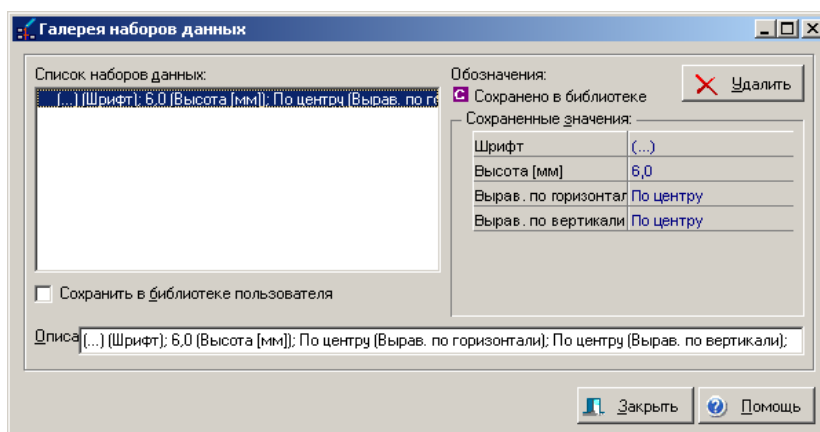 Галерея наборов данных
Список наборов данных:
(...) (Шрифт); 6,0 (Высота [мм]); По центру (Вырав. по го
Обозначения:
С Сохранено в библиотеке
Удалить
Сохраненные значения:
Шрифт (...)
Высота [мм] 6,0
Вырав. по горизонтал По центру
Вырав. по вертикали По центру
Сохранить в библиотеке пользователя
Описа (...) (Шрифт); 6,0 (Высота [мм]); По центру (Вырав. по горизонтали); По центру (Вырав. по вертикали);
Закрыть
Помощь